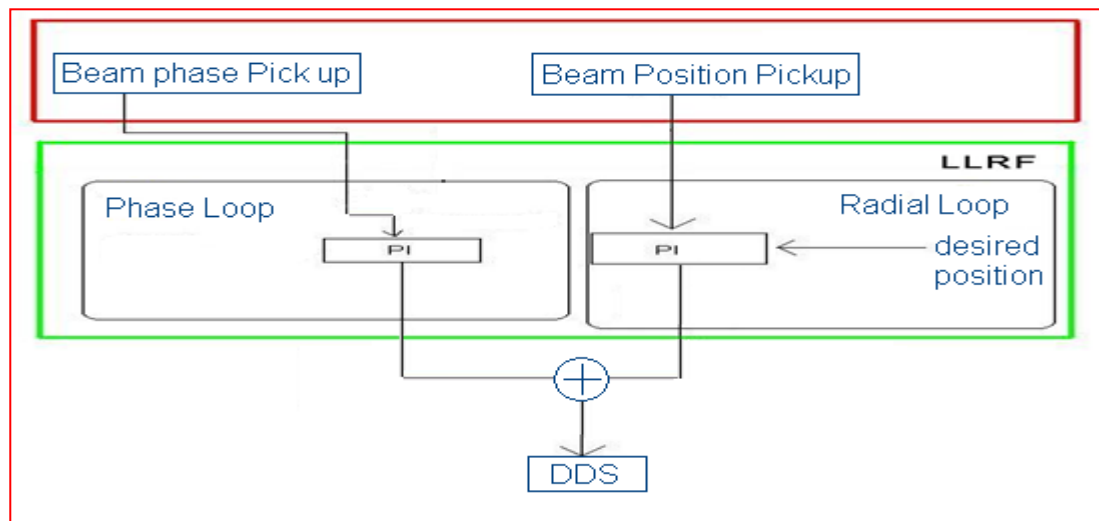 Beam phase Pick up
Beam Position Pickup
LLRF
Phase Loop
PI
Radial Loop
PI
desired
position
DDS